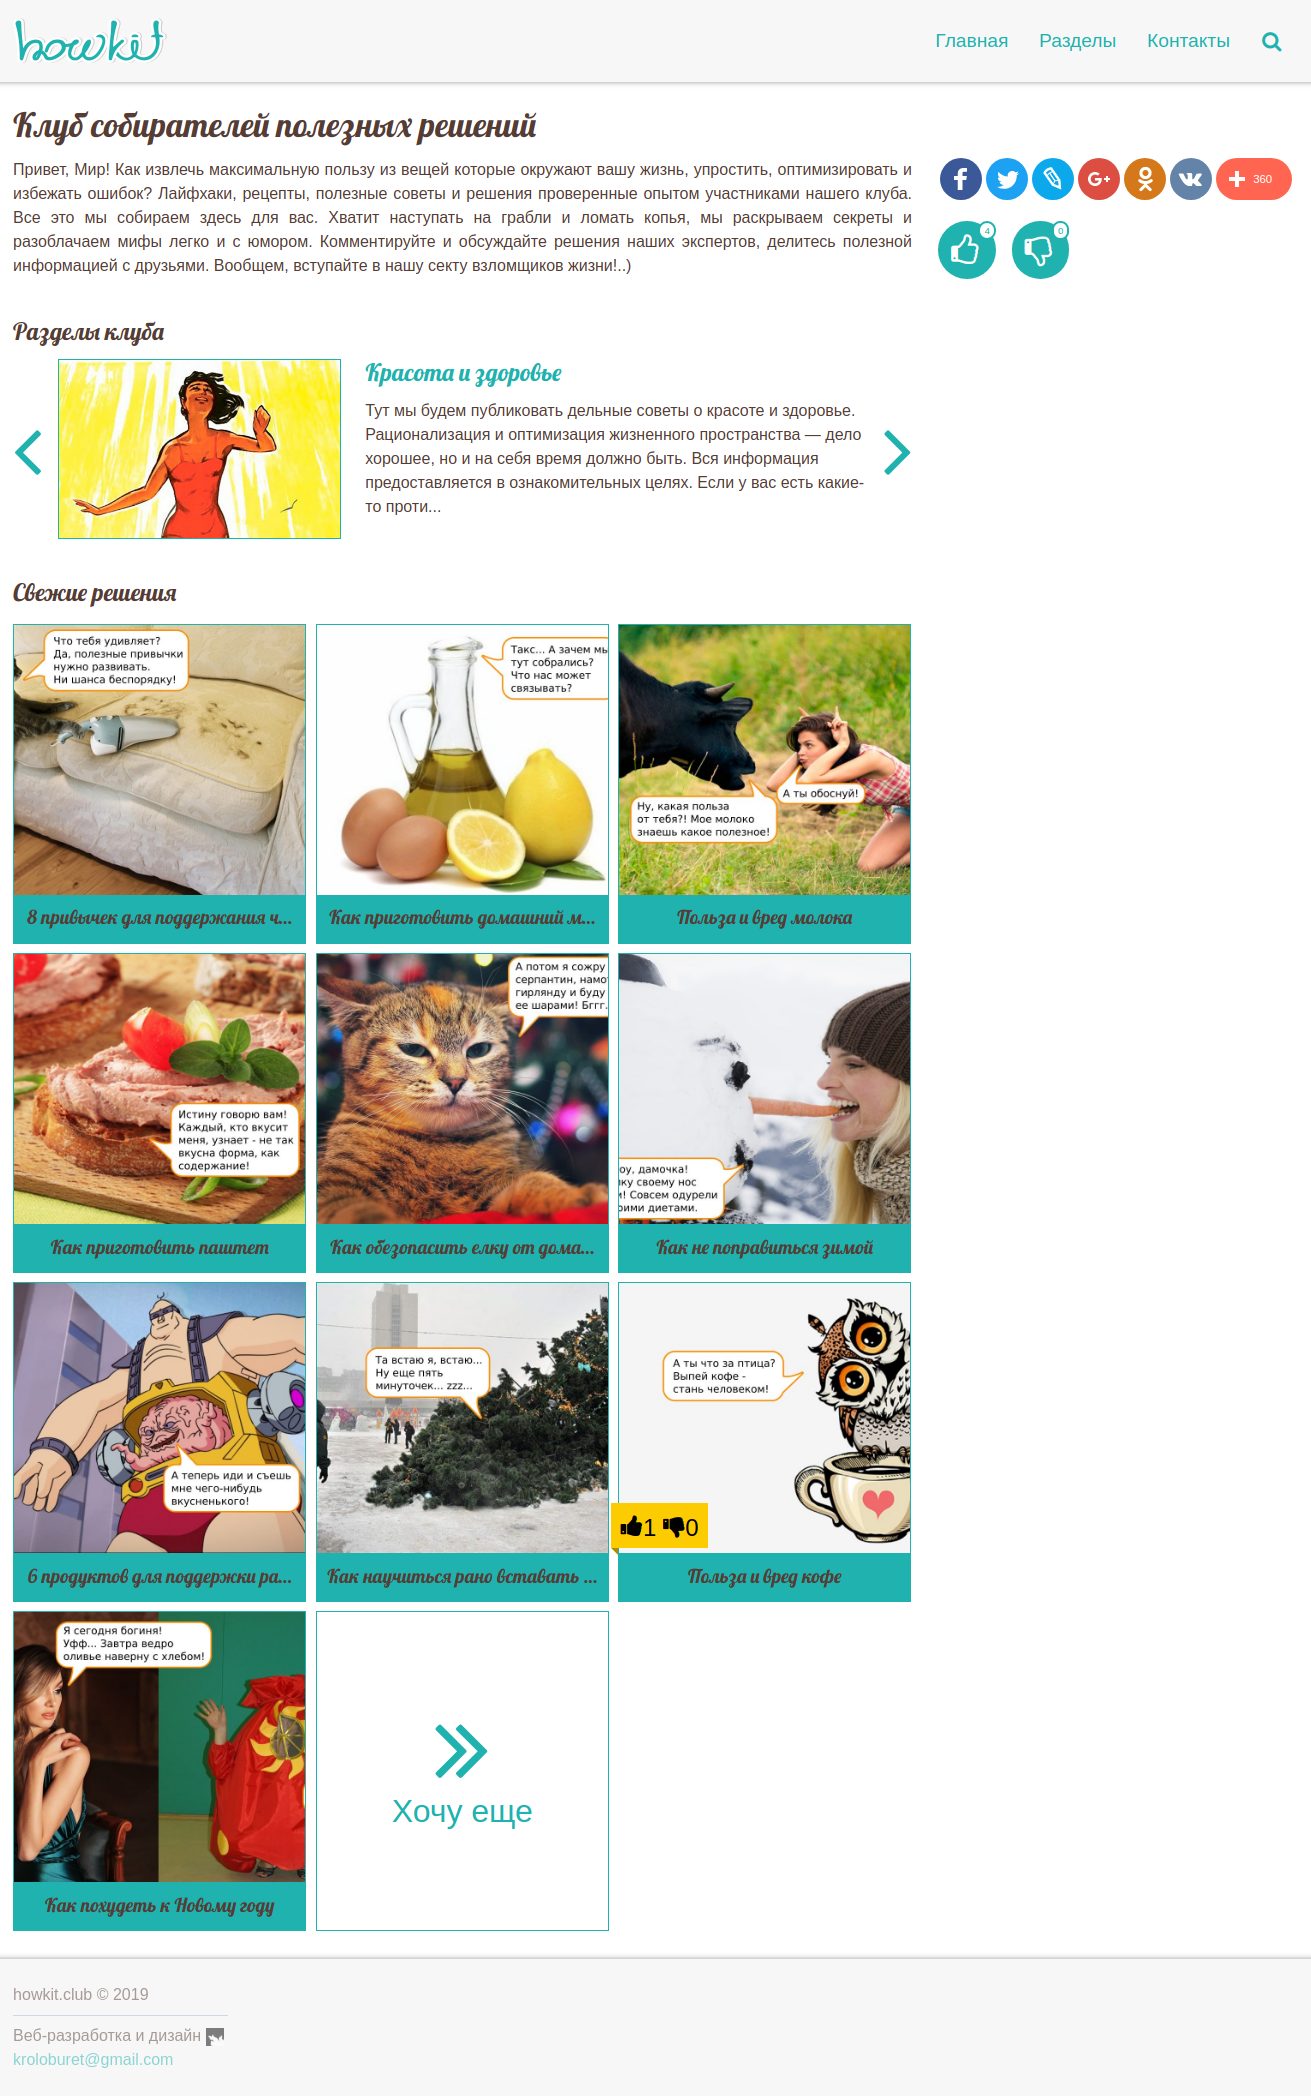 howkit
Главная Разделы Контакты
Клуб собирателей полезных решений
Привет, Мир! Как извлечь максимальную пользу из вещей которые окружают вашу жизнь, упростить, оптимизировать и
избежать ошибок? Лайфхаки, рецепты, полезные советы и решения проверенные опытом участниками нашего клуба.
Все это мы собираем здесь для вас. Хватит наступать на грабли и ломать копья, мы раскрываем секреты и
разоблачаем мифы легко и с юмором. Комментируйте и обсуждайте решения наших экспертов, делитесь полезной
информацией с друзьями. Вообщем, вступайте в нашу секту взломщиков жизни!..)
360
4
0
Разделы клуба
Красота и здоровье
Тут мы будем публиковать дельные советы о красоте и здоровье.
Рационализация и оптимизация жизненного пространства — дело
хорошее, но и на себя время должно быть. Вся информация
предоставляется в ознакомительных целях. Если у вас есть какие-
то проти...
Свежие решения
Что тебя удивляет?
Да, полезные привычки
нужно развивать.
Ни шанса беспорядку!
8 привычек для поддержания ч...
Такс... А зачем мы
тут собрались?
Что нас может
связывать?
Как приготовить домашний м...
Ну, какая польза
от тебя?! Мое молоко
знаешь какое полезное!
А ты обоснуй!
Польза и вред молока
Истину говорю вам!
Каждый, кто вкусит
меня, узнает - не так
вкусна форма, как
содержание!
Как приготовить паштет
А потом я сожру
серпантин, намо
гирлянду и буду
ее шарами! Бггг.
Как обезопасить елку от дома...
оу, дамочка!
лку своему нос
и! Совсем одурели
оими диетами.
Как не поправиться зимой
А теперь иди и съешь
мне чего-нибудь
вкусненького!
6 продуктов для поддержки ра...
Та встаю я, встаю...
Ну еще пять
минуточек... zzz...
Как научиться рано вставать ...
А ты что за птица?
Выпей кофе -
стань человеком!
1 0
Польза и вред кофе
Я сегодня богиня!
Уфф... Завтра ведро
оливье наверну с хлебом!
Как похудеть к Новому году
Хочу еще
howkit.club © 2019
Веб-разработка и дизайн
kroloburet@gmail.com